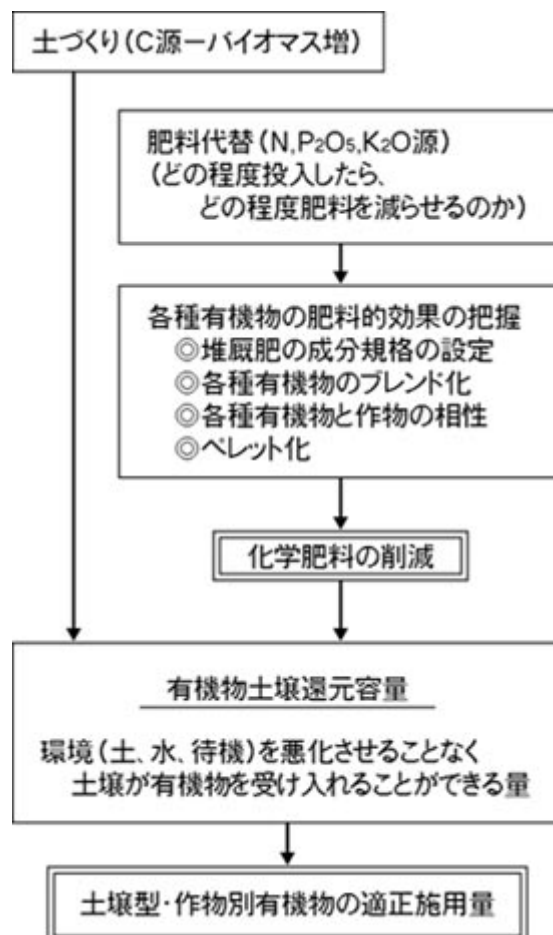 土づくり(C源－バイオマス増)
肥料代替(N,P₂O₅,K₂O源)
(どの程度投入したら、
どの程度肥料を減らせるのか)
各種有機物の肥料的効果の把握
◎堆厩肥の成分規格の設定
◎各種有機物のブレンド化
◎各種有機物と作物の相性
◎ペレット化
化学肥料の削減
有機物土壌還元容量
環境(土、水、待機)を悪化させることなく
土壌が有機物を受け入れることができる量
土壌型・作物別有機物の適正施用量